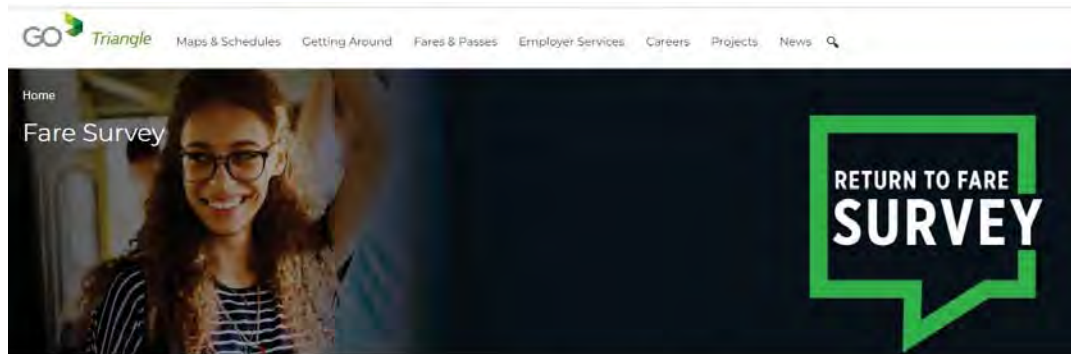 GO Triangle Maps & Schedules Getting Around Fares & Passes Employer Services Careers Projects News
Home
Fare Survey
RETURN TO FARE
SURVEY